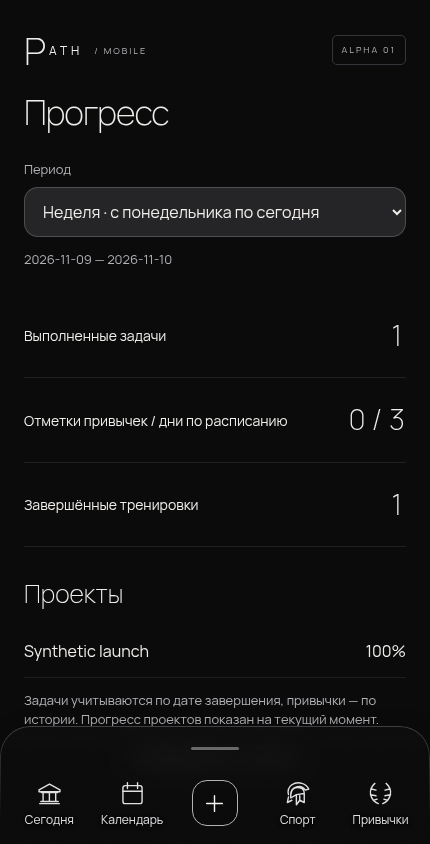 PATH / MOBILE ALPHA 01
Прогресс
Период
Неделя · с понедельника по сегодня
2026-11-09 — 2026-11-10
Выполненные задачи 1
Отметки привычек / дни по расписанию 0 / 3
Завершённые тренировки 1
Проекты
Synthetic launch 100%
Задачи учитываются по дате завершения, привычки — по
истории. Прогресс проектов показан на текущий момент.
Сегодня Календарь Спорт Привычки